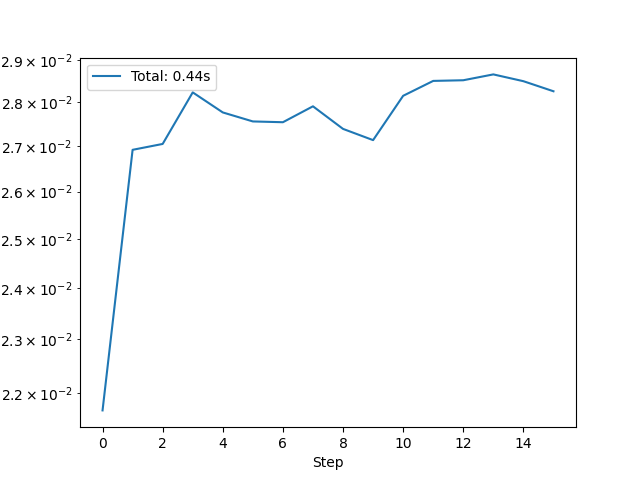 2.9 × 10⁻²
Total: 0.44s
2.8 × 10⁻²
2.7 × 10⁻²
2.6 × 10⁻²
2.5 × 10⁻²
2.4 × 10⁻²
2.3 × 10⁻²
2.2 × 10⁻²
0 2 4 6 8 10 12 14
Step